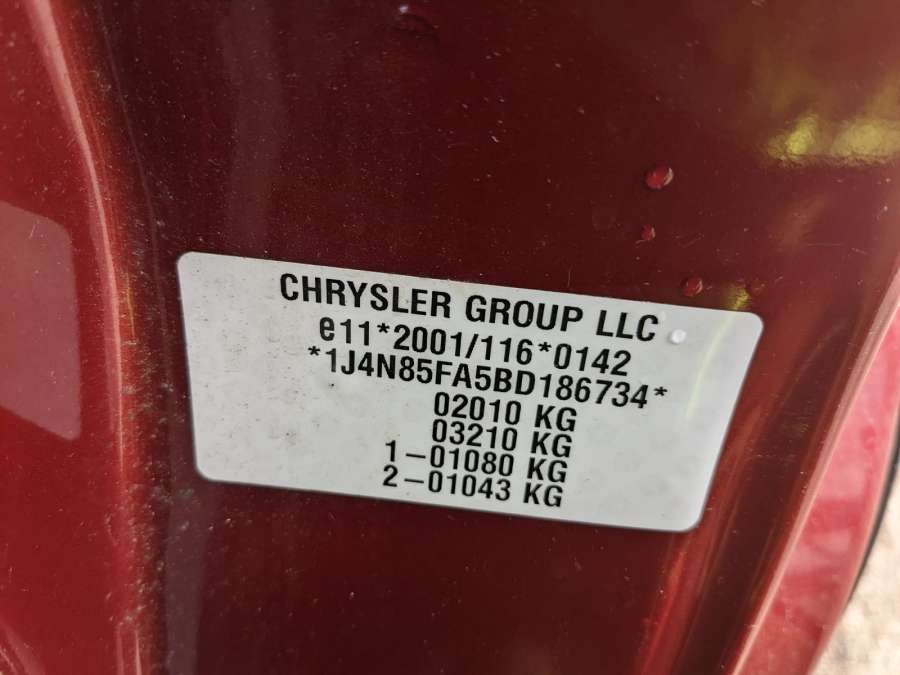 CHRYSLER GROUP LLC
e11*2001/116*0142
*1J4N85FA5BD186734*
02010 KG
03210 KG
1-01080 KG
2-01043 KG